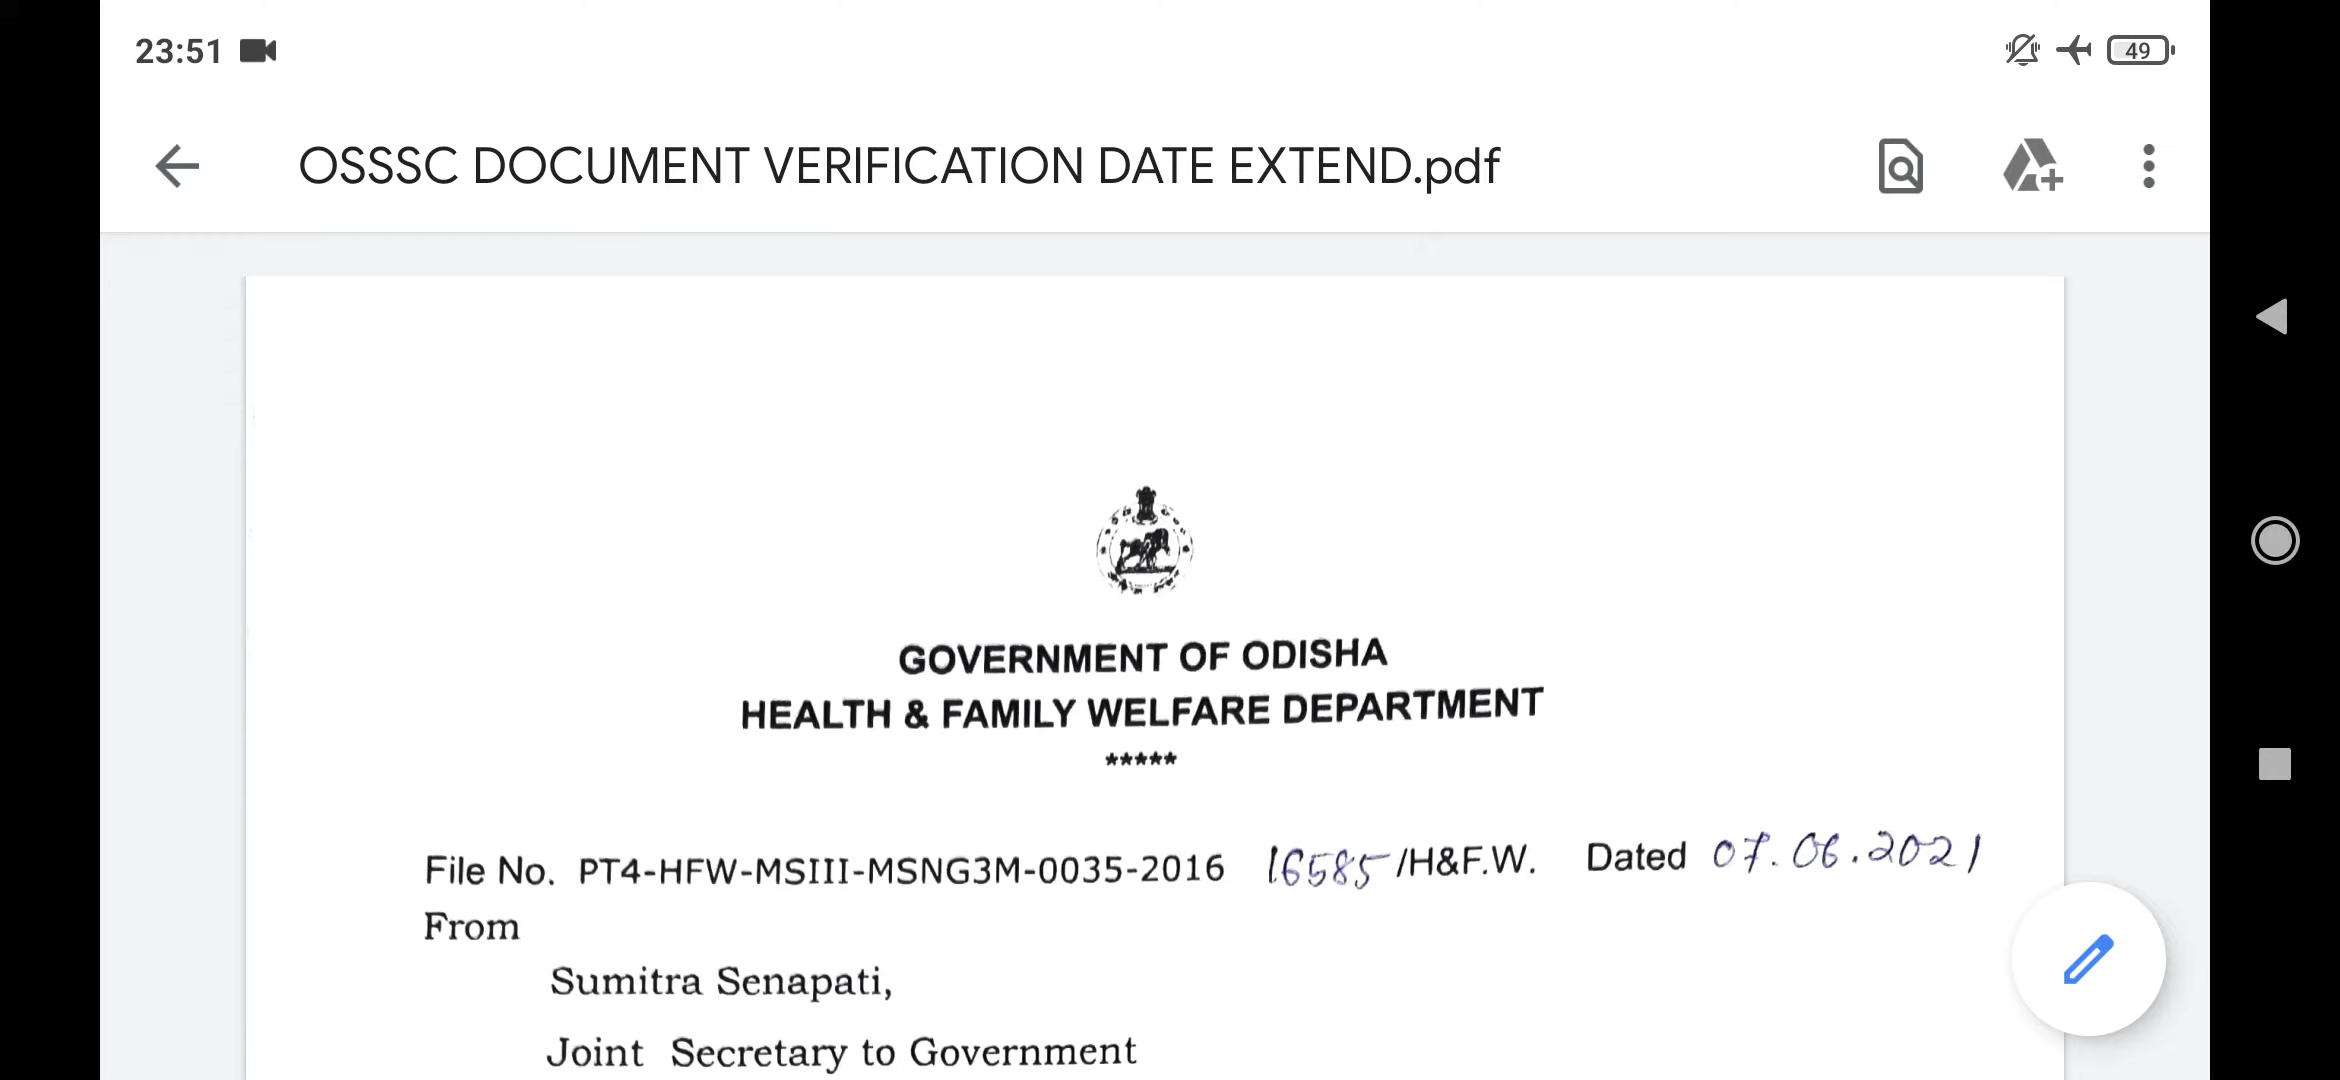 23:51
49
OSSSC DOCUMENT VERIFICATION DATE EXTEND.pdf
GOVERNMENT OF ODISHA
HEALTH & FAMILY WELFARE DEPARTMENT
*****
File No. PT4-HFW-MSIII-MSNG3M-0035-2016 16585/H&F.W. Dated 07.06.2021
From
Sumitra Senapati,
Joint Secretary to Government